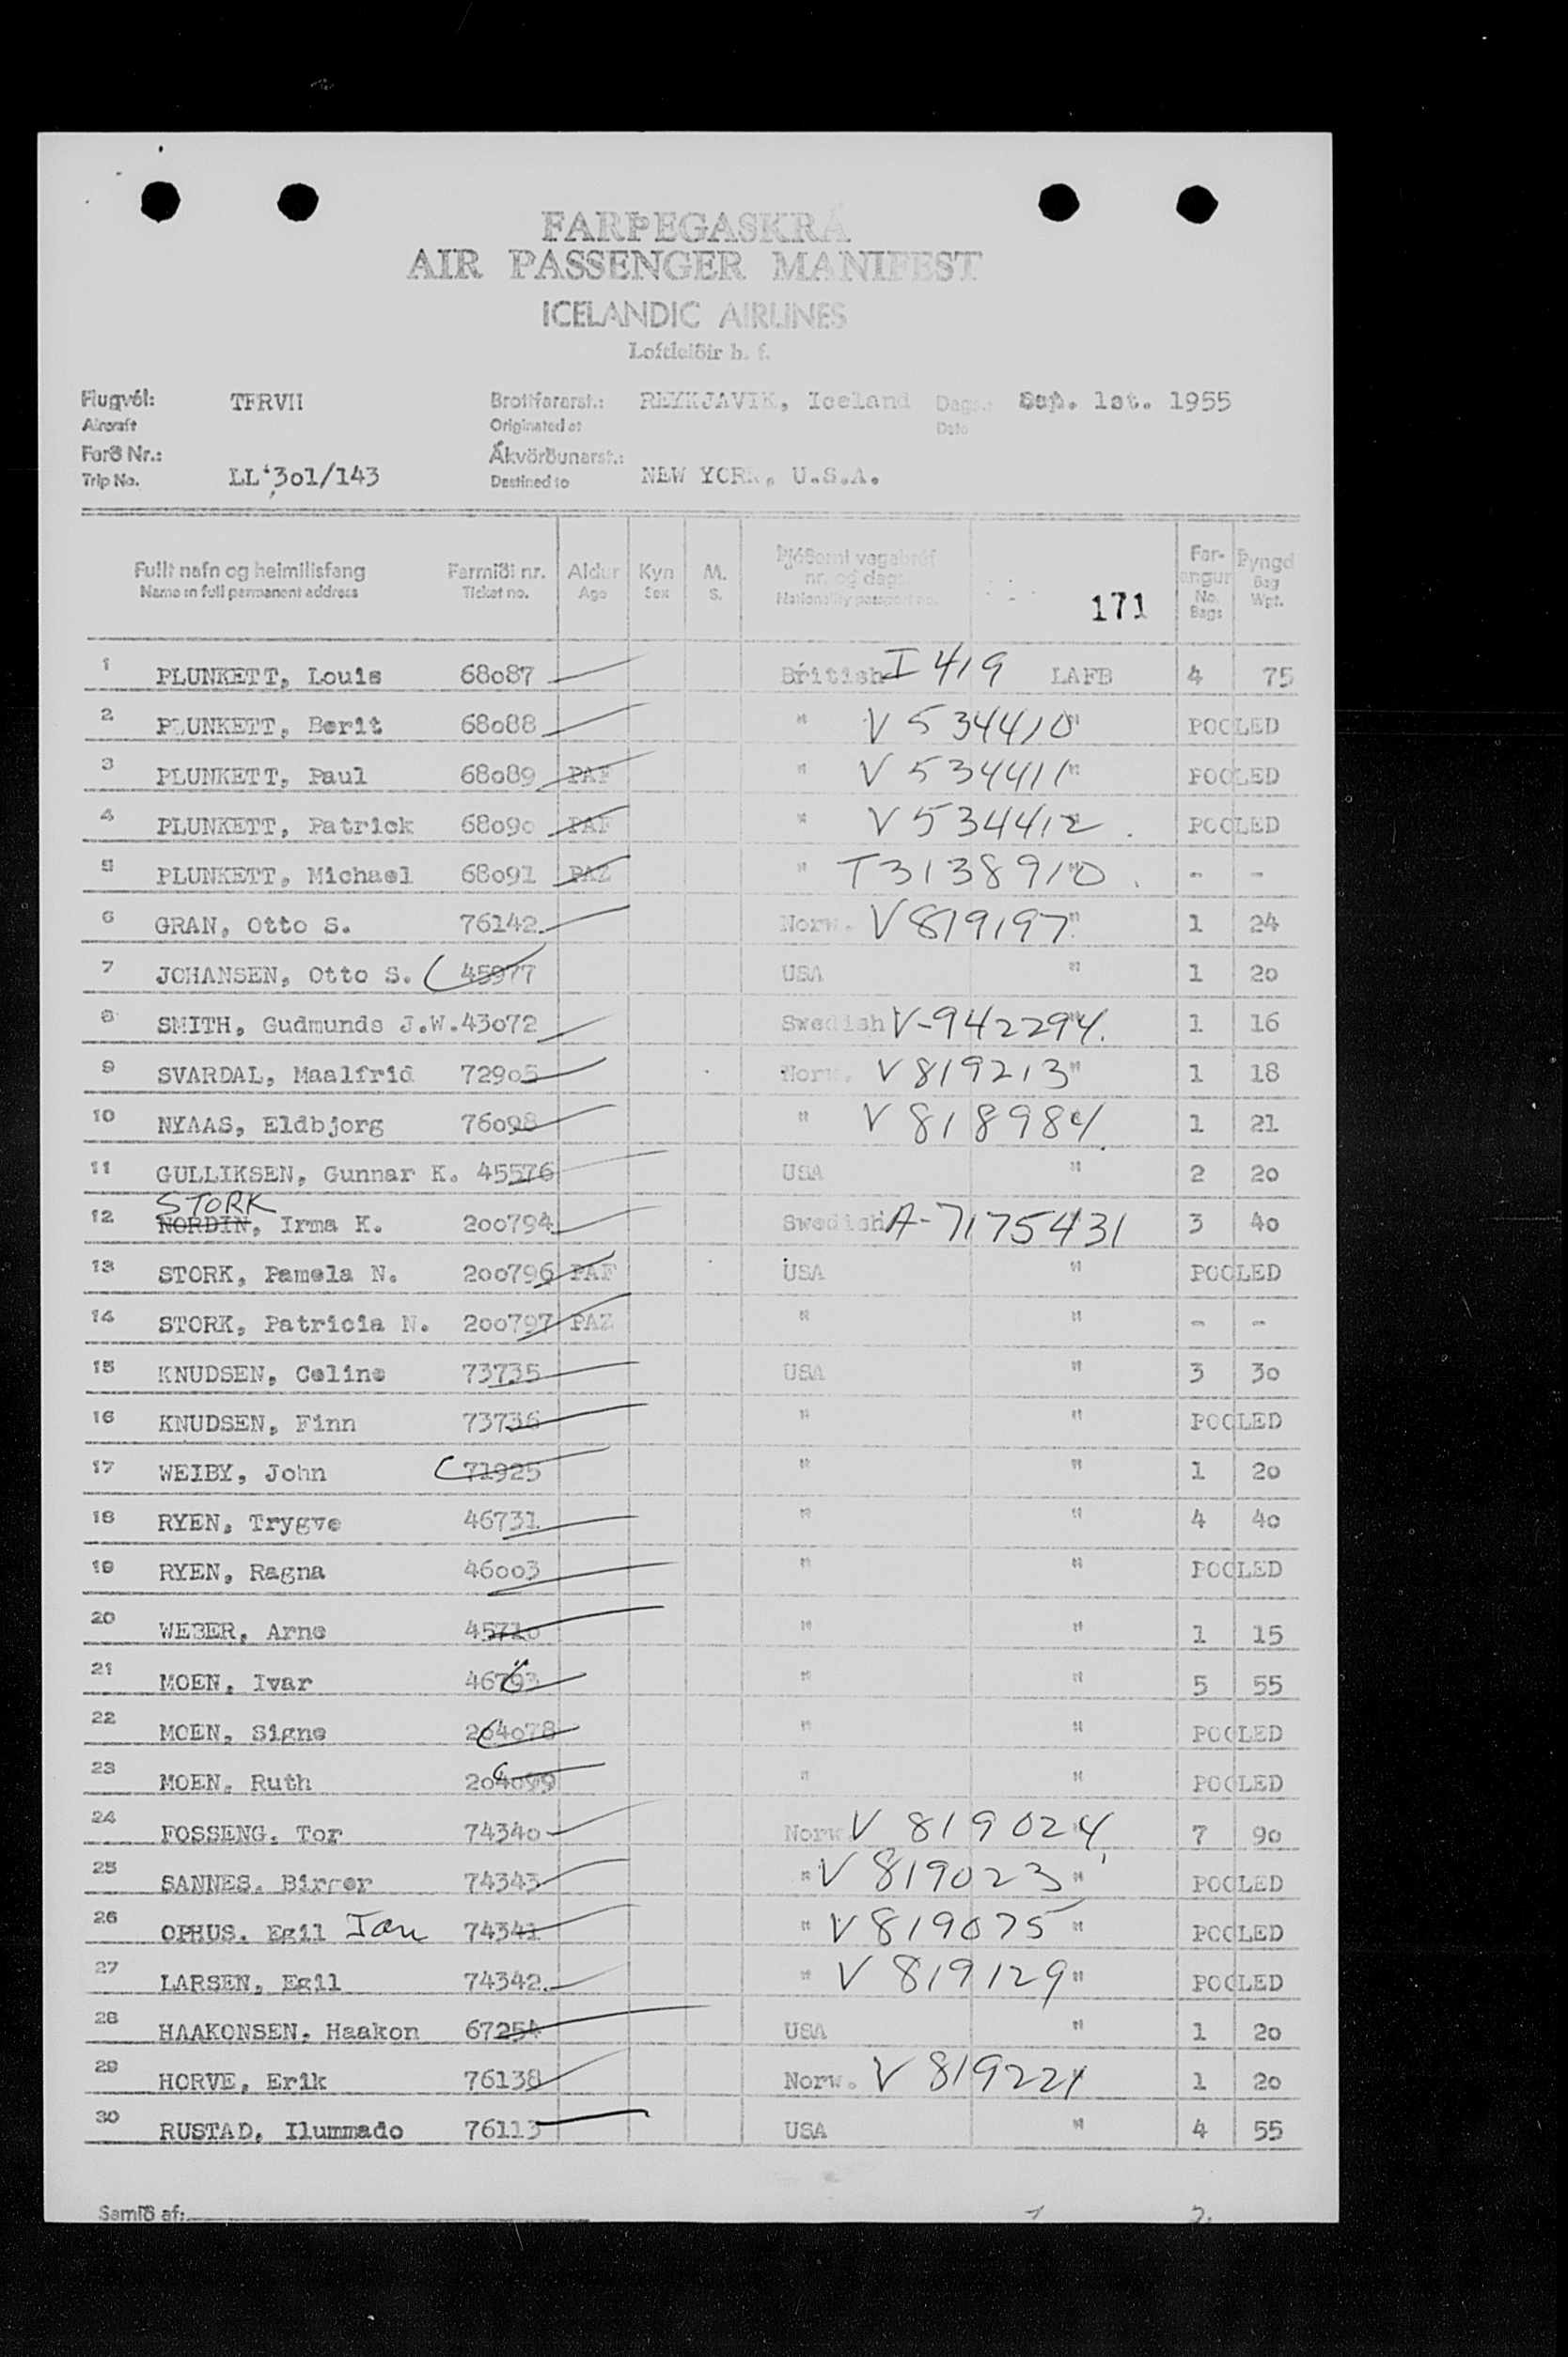 FARÞEGASKRÁ
AIR PASSENGER MANIFEST
ICELANDIC AIRLINES
Loftleiðir h. f.
Flugvél: TFRVH Brottfararst.: REYKJAVIK, Iceland Dags.: Sep. 1st. 1955
Aircraft Originated at Date
Ferð Nr.: Ákvörðunarst.:
Trip No. LL 301/143 Destined to NEW YORK, U.S.A.
Fullt nafn og heimilisfang Farmiði nr. Aldur Kyn M. Þjóðerni vegabréf Far- Þyngd
Name in full permanent address Ticket no. Age Sex S. nr. og dags. angur Bag
Nationality passport no. 171 No. Bags Wgt.
1 PLUNKETT, Louis 68087 British I 419 LAFB 4 75
2 PLUNKETT, Berit 68088 " V 534410 " POOLED
3 PLUNKETT, Paul 68089 PAF " V 534411 " POOLED
4 PLUNKETT, Patrick 68090 PAF " V 534412 " POOLED
5 PLUNKETT, Michael 68091 PAZ " T3138910 " - -
6 GRAN, Otto S. 76142 Norw. V 819197 " 1 24
7 JOHANSEN, Otto S. 45977 USA " 1 20
8 SMITH, Gudmunds J.W. 43072 Swedish V-942294 " 1 16
9 SVARDAL, Maalfrid 72905 Norw. V 819213 " 1 18
10 NYAAS, Eldbjorg 76098 " V 818984 " 1 21
11 GULLIKSEN, Gunnar K. 45576 USA " 2 20
STORK
12 NORDIN, Irma K. 200794 Swedish A-7175431 3 40
13 STORK, Pamela N. 200796 PAF USA " POOLED
14 STORK, Patricia N. 200797 PAZ " " - -
15 KNUDSEN, Celine 73735 USA " 3 30
16 KNUDSEN, Finn 73736 " " POOLED
17 WEIBY, John 71925 " " 1 20
18 RYEN, Trygve 46731 " " 4 40
19 RYEN, Ragna 46003 " " POOLED
20 WEBER, Arne 45710 " " 1 15
21 MOEN, Ivar 46793 " " 5 55
22 MOEN, Signe 204078 " " POOLED
23 MOEN, Ruth 204099 " " POOLED
24 FOSSENG, Tor 74340 Norw. V 819024 7 90
25 SANNES, Birger 74343 " V 819023 " POOLED
26 OPHUS, Egil Jan 74341 " V 819075 " POOLED
27 LARSEN, Egil 74342 " V 819129 " POOLED
28 HAAKONSEN, Haakon 67254 USA " 1 20
29 HORVE, Erik 76138 Norw. V 819224 1 20
30 RUSTAD, Ilummado 76113 USA " 4 55
Samið af: